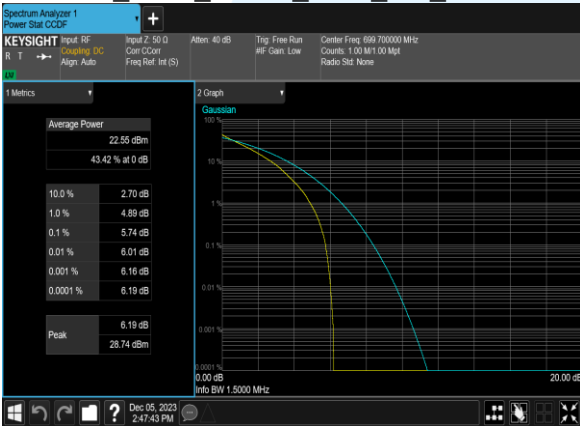 Spectrum Analyzer 1
Power Stat CCDF
+
KEYSIGHT
R T
LXI
Input: RF
Coupling: DC
Align: Auto
Input Z: 50 Ω
Corr CCorr
Freq Ref: Int (S)
Atten: 40 dB
Trig: Free Run
#IF Gain: Low
Center Freq: 699.700000 MHz
Counts: 1.00 M/1.00 Mpt
Radio Std: None
1 Metrics
Average Power
22.55 dBm
43.42 % at 0 dB
10.0 % 2.70 dB
1.0 % 4.89 dB
0.1 % 5.74 dB
0.01 % 6.01 dB
0.001 % 6.16 dB
0.0001 % 6.19 dB
Peak
6.19 dB
28.74 dBm
2 Graph
Gaussian
100 %
10 %
1 %
0.1 %
0.01 %
0.001 %
0.0001 %
0.00 dB 20.00 dB
Info BW 1.5000 MHz
?
Dec 05, 2023
2:47:43 PM